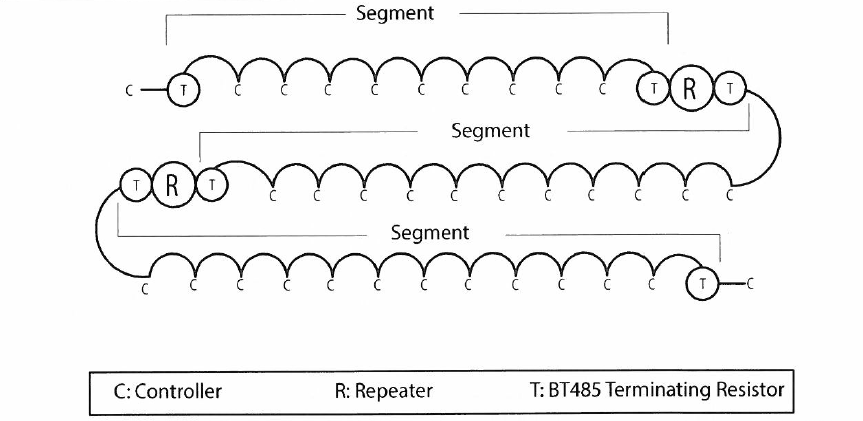 Segment
C T C C C C C C C C C T R T
Segment
T R T C C C C C C C C C C C
Segment
C C C C C C C C C C C C T C
C: Controller R: Repeater T: BT485 Terminating Resistor